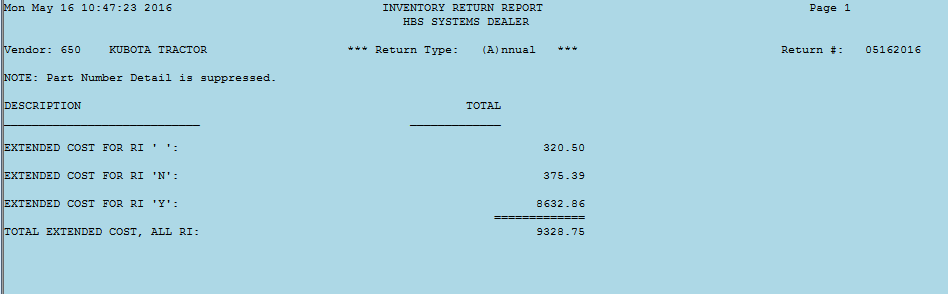 Mon May 16 10:47:23 2016 INVENTORY RETURN REPORT Page 1
HBS SYSTEMS DEALER
Vendor: 650 KUBOTA TRACTOR *** Return Type: (A)nnual *** Return #: 05162016
NOTE: Part Number Detail is suppressed.
DESCRIPTION TOTAL
EXTENDED COST FOR RI ' ': 320.50
EXTENDED COST FOR RI 'N': 375.39
EXTENDED COST FOR RI 'Y': 8632.86
=============
TOTAL EXTENDED COST, ALL RI: 9328.75